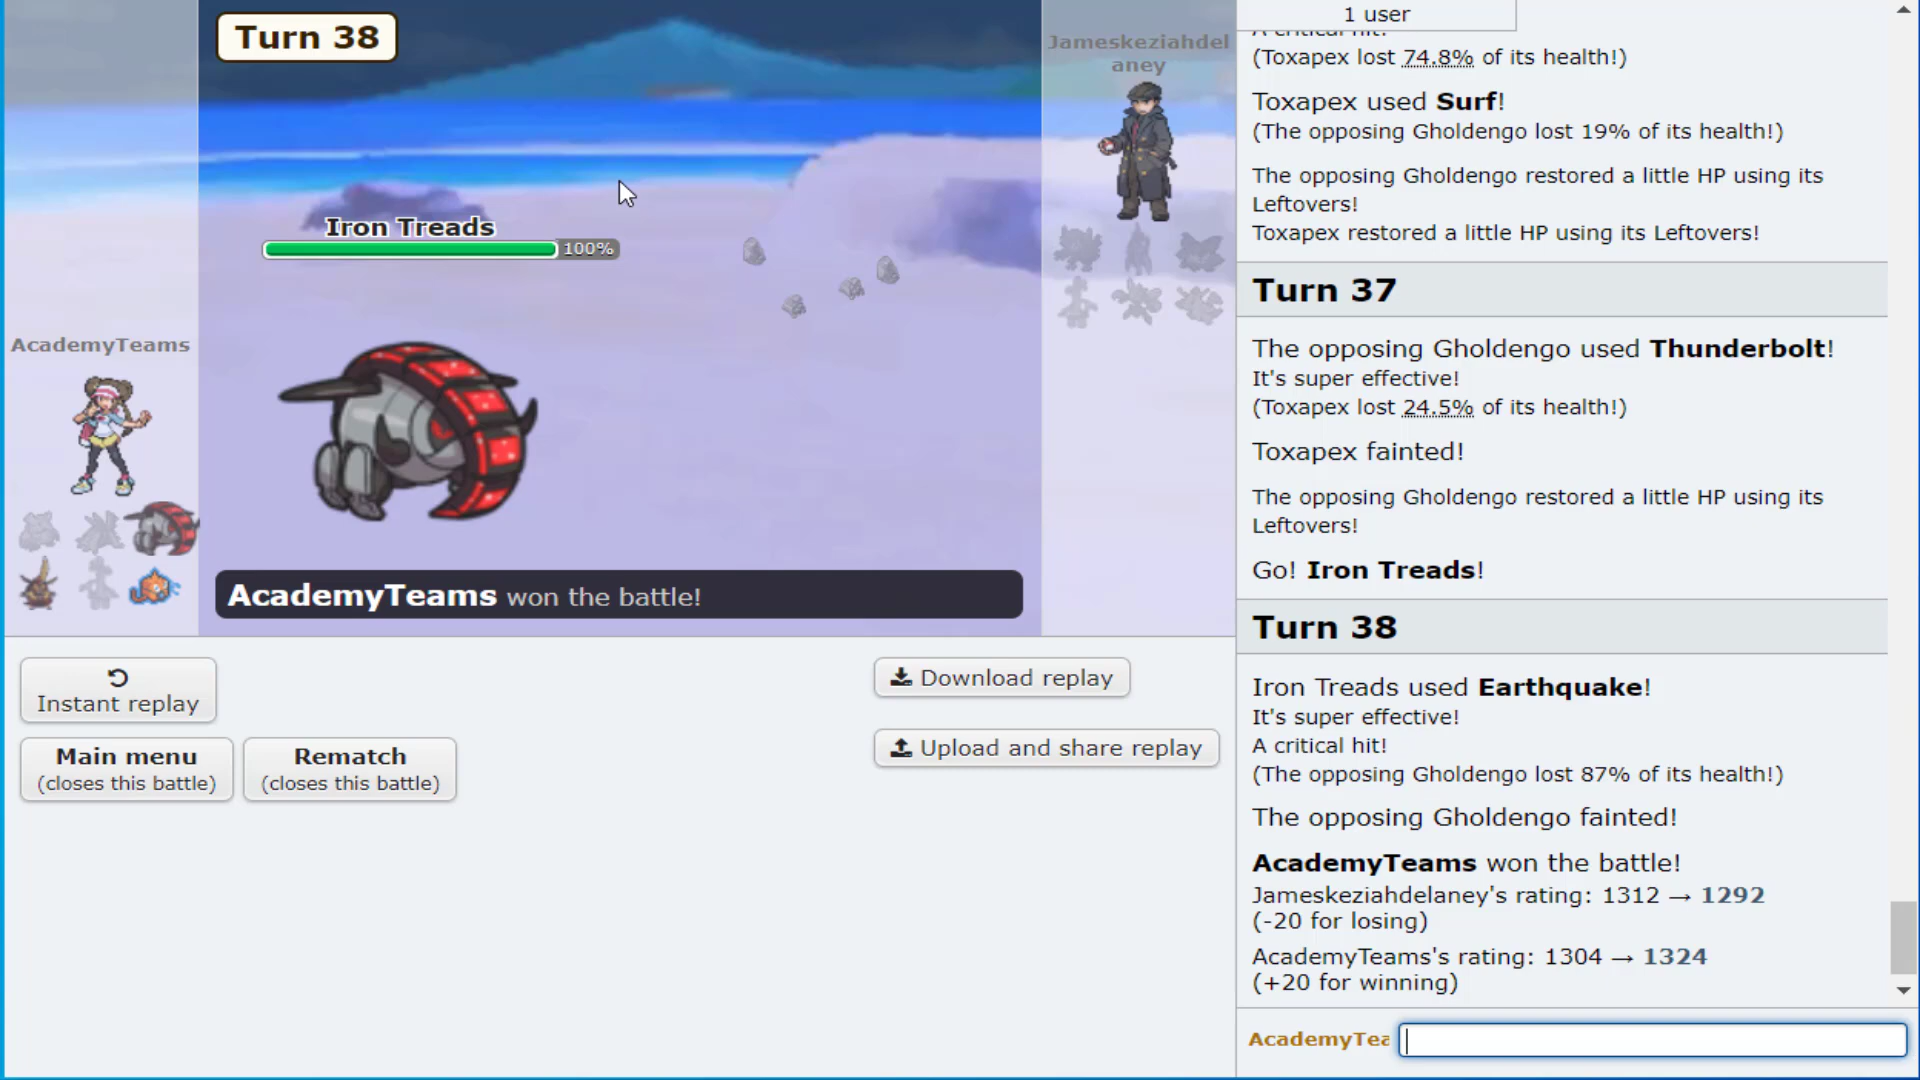 Turn 38
Jameskeziahdel
aney
Iron Treads
100%
AcademyTeams
AcademyTeams won the battle!
Instant replay
Download replay
Main menu
(closes this battle)
Rematch
(closes this battle)
Upload and share replay
1 user
A critical hit!
(Toxapex lost 74.8% of its health!)
Toxapex used Surf!
(The opposing Gholdengo lost 19% of its health!)
The opposing Gholdengo restored a little HP using its
Leftovers!
Toxapex restored a little HP using its Leftovers!
Turn 37
The opposing Gholdengo used Thunderbolt!
It's super effective!
(Toxapex lost 24.5% of its health!)
Toxapex fainted!
The opposing Gholdengo restored a little HP using its
Leftovers!
Go! Iron Treads!
Turn 38
Iron Treads used Earthquake!
It's super effective!
A critical hit!
(The opposing Gholdengo lost 87% of its health!)
The opposing Gholdengo fainted!
AcademyTeams won the battle!
Jameskeziahdelaney's rating: 1312 → 1292
(-20 for losing)
AcademyTeams's rating: 1304 → 1324
(+20 for winning)
AcademyTea